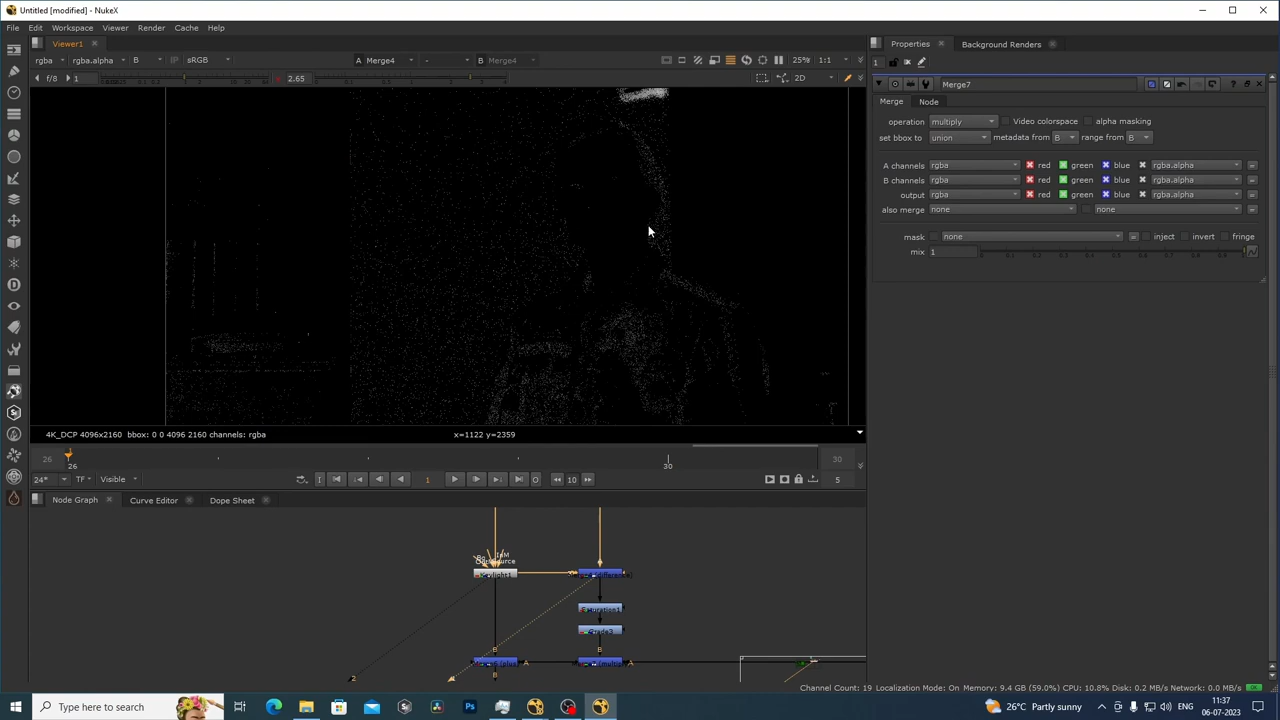 Untitled [modified] - NukeX
File Edit Workspace Viewer Render Cache Help
Viewer1
rgba rgba.alpha B IP sRGB A Merge4 - B Merge4 25% 1:1
f/8 1 2.65 2D
4K_DCP 4096x2160 bbox: 0 0 4096 2160 channels: rgba x=1122 y=2359
26 26 30 30
24* TF Visible 1 10 5
Node Graph Curve Editor Dope Sheet
Properties Background Renders
1
Merge7
Merge Node
operation multiply Video colorspace alpha masking
set bbox to union metadata from B range from B
A channels rgba red green blue rgba.alpha =
B channels rgba red green blue rgba.alpha =
output rgba red green blue rgba.alpha =
also merge none none =
mask none = inject invert fringe
mix 1
InM
B
B
A
A
B
2
Channel Count: 19 Localization Mode: On Memory: 9.4 GB (59.0%) CPU: 10.8% Disk: 0.2 MB/s Network: 0.0 MB/s
Type here to search
26°C Partly sunny ENG 11:37
06-07-2023